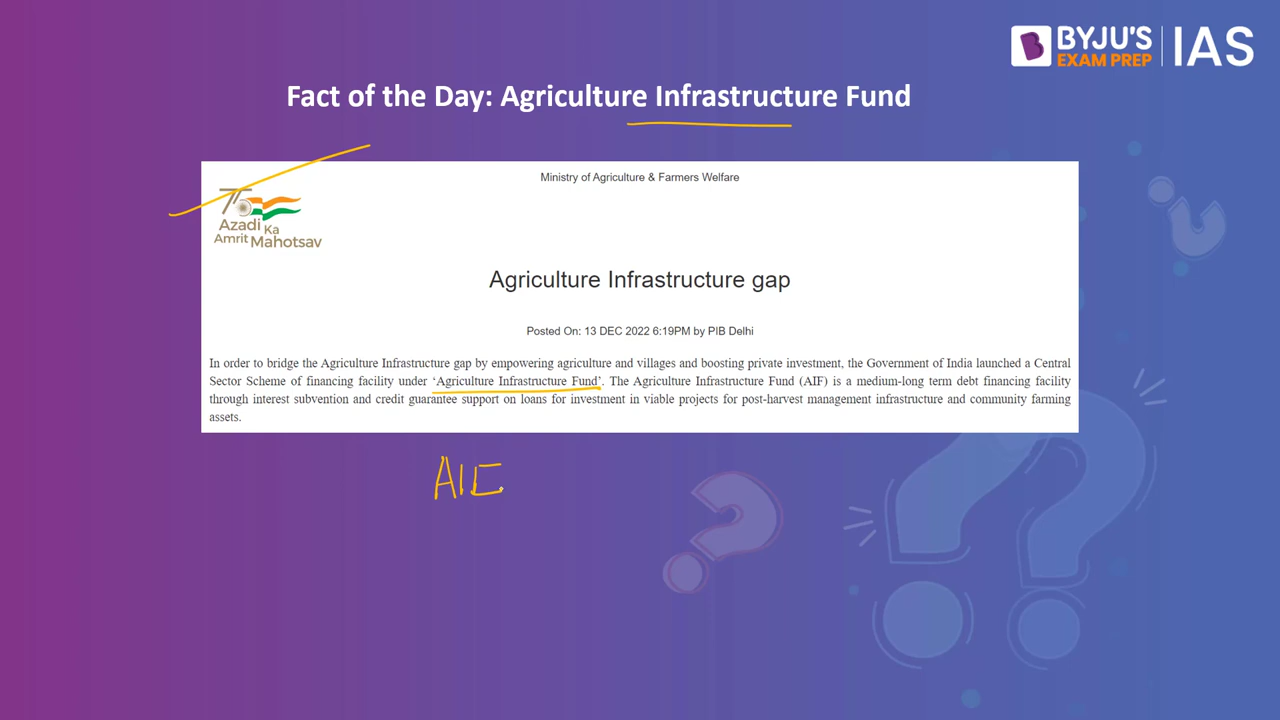 BYJU'S
EXAM PREP
IAS
Fact of the Day: Agriculture Infrastructure Fund
Ministry of Agriculture & Farmers Welfare
75
Azadi Ka
Amrit Mahotsav
Agriculture Infrastructure gap
Posted On: 13 DEC 2022 6:19PM by PIB Delhi
In order to bridge the Agriculture Infrastructure gap by empowering agriculture and villages and boosting private investment, the Government of India launched a Central
Sector Scheme of financing facility under ‘Agriculture Infrastructure Fund’. The Agriculture Infrastructure Fund (AIF) is a medium-long term debt financing facility
through interest subvention and credit guarantee support on loans for investment in viable projects for post-harvest management infrastructure and community farming
assets.
AIE